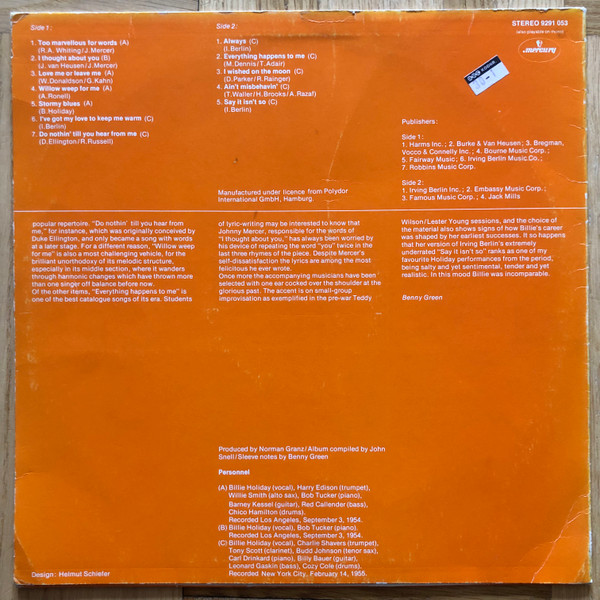 Side 1:
1. Too marvellous for words (A)
(R.A. Whiting/J. Mercer)
2. I thought about you (B)
(J. van Heusen/J. Mercer)
3. Love me or leave me (A)
(W. Donaldson/G. Kahn)
4. Willow weep for me (A)
(A. Ronell)
5. Stormy blues (A)
(B. Holiday)
6. I've got my love to keep me warm (C)
(I. Berlin)
7. Do nothin' till you hear from me (C)
(D. Ellington/R. Russell)
Side 2:
1. Always (C)
(I. Berlin)
2. Everything happens to me (C)
(M. Dennis/T. Adair)
3. I wished on the moon (C)
(D. Parker/R. Rainger)
4. Ain't misbehavin' (C)
(T. Waller/H. Brooks/A. Razaf)
5. Say it isn't so (C)
(I. Berlin)
STEREO 9291 053
(also playable on mono)
mercury
Publishers:
Side 1:
1. Harms Inc.; 2. Burke & Van Heusen; 3. Bregman,
Vocco & Connelly Inc.; 4. Bourne Music Corp.;
5. Fairway Music; 6. Irving Berlin Music.Co.;
7. Robbins Music Corp.
Side 2:
1. Irving Berlin Inc.; 2. Embassy Music Corp.;
3. Famous Music Corp.; 4. Jack Mills
Manufactured under licence from Polydor
International GmbH, Hamburg.
popular repertoire. "Do nothin' till you hear from
me," for instance, which was originally conceived by
Duke Ellington, and only became a song with words
at a later stage. For a different reason, "Willow weep
for me" is also a most challenging vehicle, for the
brilliant unorthodoxy of its melodic structure,
especially in its middle section, where it wanders
through harmonic changes which have thrown more
than one singer off balance before now.
Of the other items, "Everything happens to me" is
one of the best catalogue songs of its era. Students
of lyric-writing may be interested to know that
Johnny Mercer, responsible for the words of
"I thought about you," has always been worried by
his device of repeating the word "you" twice in the
last three rhymes of the piece. Despite Mercer's
self-dissatisfaction the lyrics are among the most
felicitous he ever wrote.
Once more the accompanying musicians have been
selected with one ear cocked over the shoulder at the
glorious past. The accent is on small-group
improvisation as exemplified in the pre-war Teddy
Wilson/Lester Young sessions, and the choice of
the material also shows signs of how Billie's career
was shaped by her earliest successes. It so happens
that her version of Irving Berlin's extremely
underrated "Say it isn't so" ranks as one of my
favourite Holiday performances from the period,
being salty and yet sentimental, tender and yet
realistic. In this mood Billie was incomparable.
Benny Green
Produced by Norman Granz/Album compiled by John
Snell/Sleeve notes by Benny Green
Personnel
(A) Billie Holiday (vocal), Harry Edison (trumpet),
Willie Smith (alto sax), Bob Tucker (piano),
Barney Kessel (guitar), Red Callender (bass),
Chico Hamilton (drums).
Recorded Los Angeles, September 3, 1954.
(B) Billie Holiday (vocal), Bob Tucker (piano),
Recorded Los Angeles, September 3, 1954.
(C) Billie Holiday (vocal), Charlie Shavers (trumpet),
Tony Scott (clarinet), Budd Johnson (tenor sax),
Carl Drinkard (piano), Billy Bauer (guitar),
Leonard Gaskin (bass), Cozy Cole (drums).
Recorded New York City, February 14, 1955.
Design: Helmut Schiefer